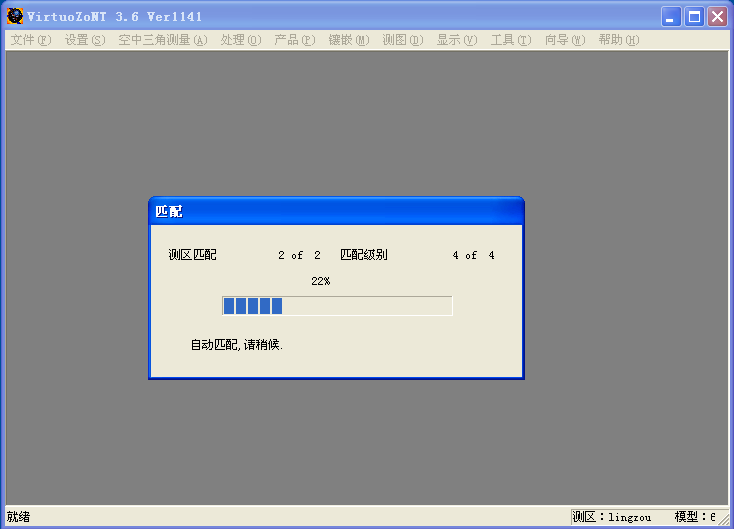 VirtuoZoNT 3.6 Ver1141
文件(F) 设置(S) 空中三角测量(A) 处理(O) 产品(P) 镶嵌(M) 测图(D) 显示(V) 工具(T) 向导(W) 帮助(H)
匹配
测区匹配 2 of 2 匹配级别 4 of 4
22%
自动匹配,请稍候.
就绪 测区：lingzou 模型：6